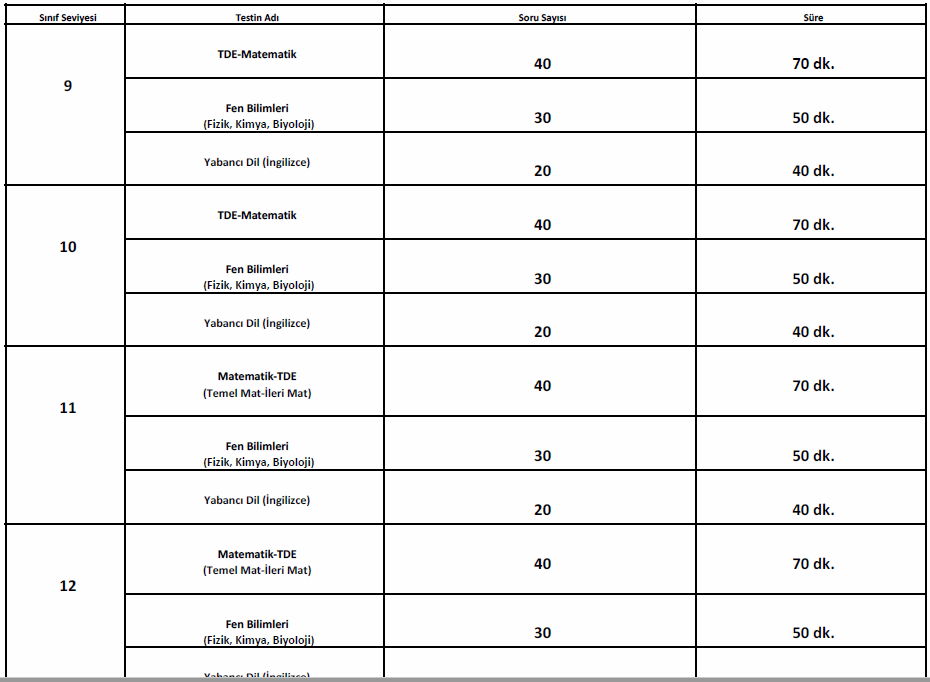 Sınıf Seviyesi Testin Adı Soru Sayısı Süre
9
TDE-Matematik 40 70 dk.
Fen Bilimleri
(Fizik, Kimya, Biyoloji) 30 50 dk.
Yabancı Dil (İngilizce) 20 40 dk.
10
TDE-Matematik 40 70 dk.
Fen Bilimleri
(Fizik, Kimya, Biyoloji) 30 50 dk.
Yabancı Dil (İngilizce) 20 40 dk.
11
Matematik-TDE
(Temel Mat-İleri Mat) 40 70 dk.
Fen Bilimleri
(Fizik, Kimya, Biyoloji) 30 50 dk.
Yabancı Dil (İngilizce) 20 40 dk.
12
Matematik-TDE
(Temel Mat-İleri Mat) 40 70 dk.
Fen Bilimleri
(Fizik, Kimya, Biyoloji) 30 50 dk.
Yabancı Dil (İngilizce)